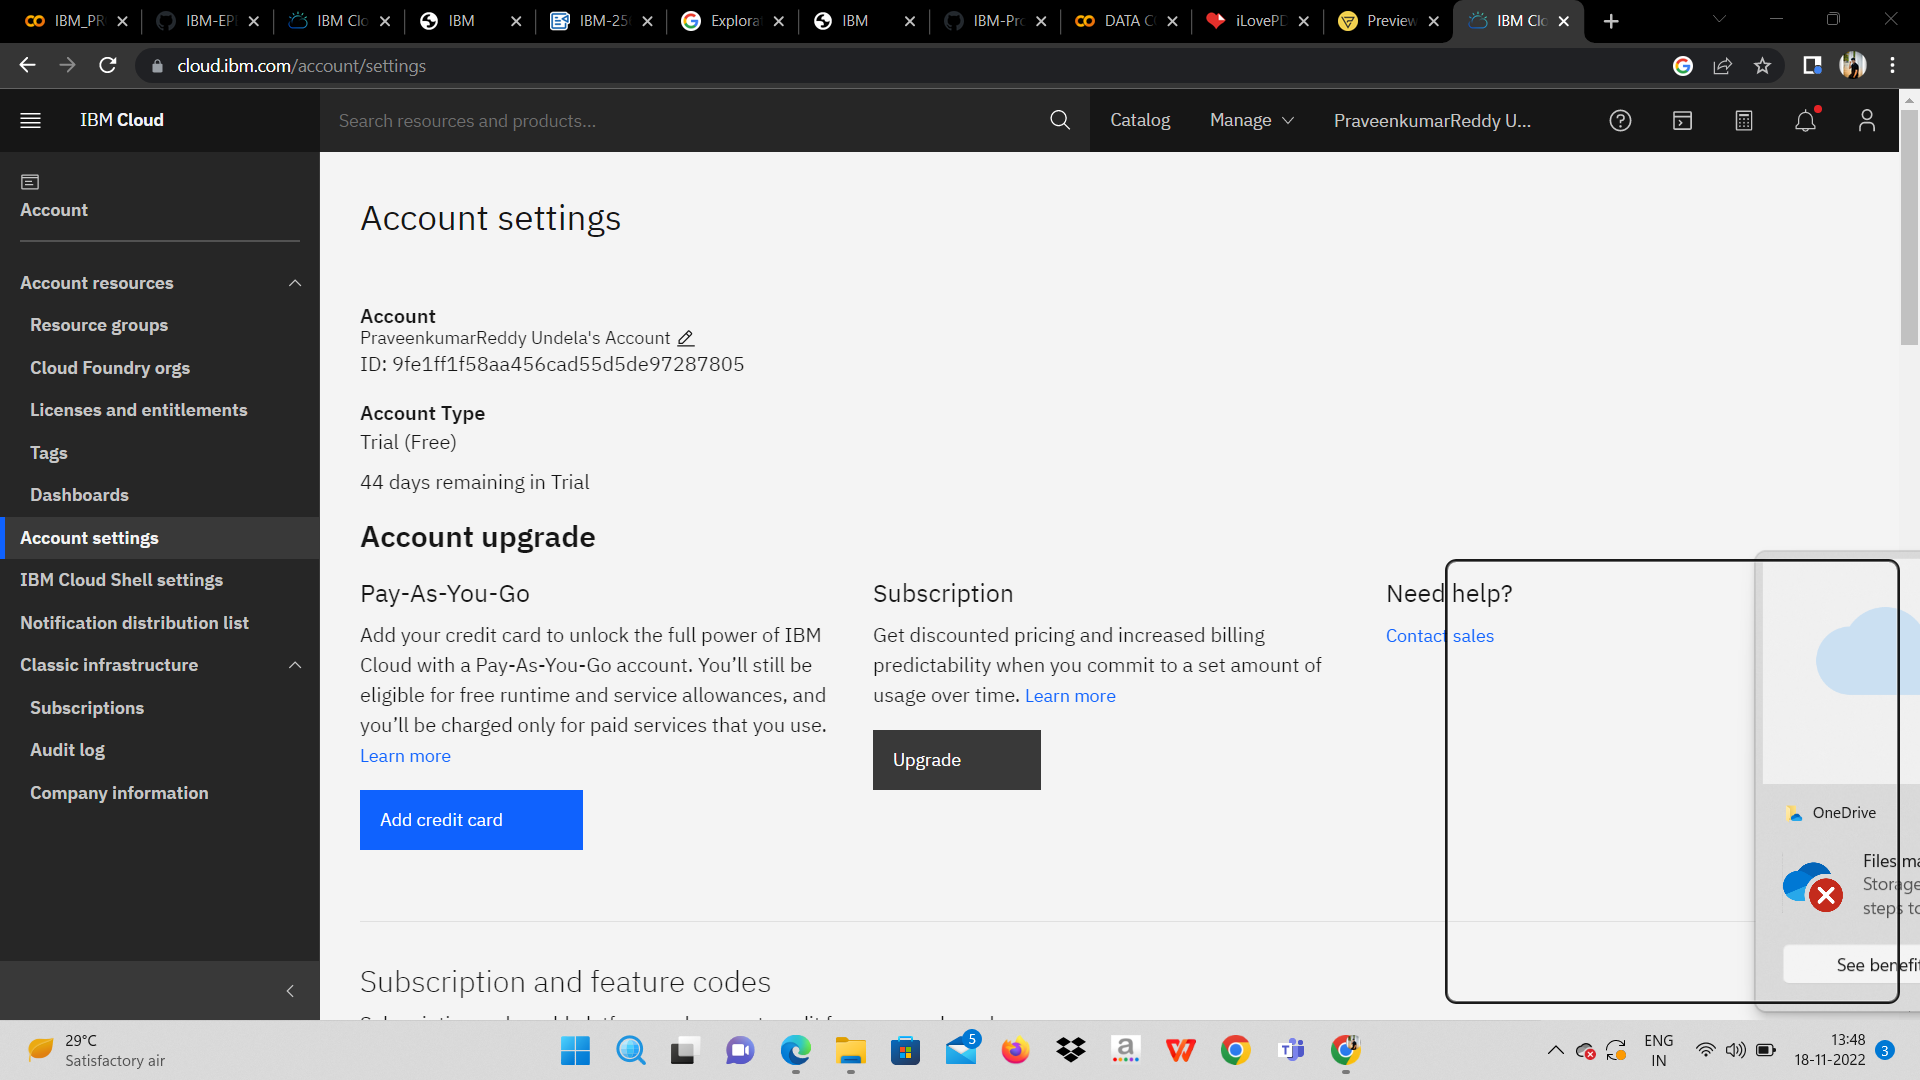 IBM_PR
IBM-EP
IBM Clo
IBM
IBM-25
Explorat
IBM
IBM-Pro
DATA C
iLovePD
Preview
IBM Clo
cloud.ibm.com/account/settings
IBM Cloud
Search resources and products...
Catalog
Manage
PraveenkumarReddy U...
Account
Account resources
Resource groups
Cloud Foundry orgs
Licenses and entitlements
Tags
Dashboards
Account settings
IBM Cloud Shell settings
Notification distribution list
Classic infrastructure
Subscriptions
Audit log
Company information
Account settings
Account
PraveenkumarReddy Undela's Account
ID: 9fe1ff1f58aa456cad55d5de97287805
Account Type
Trial (Free)
44 days remaining in Trial
Account upgrade
Pay-As-You-Go
Add your credit card to unlock the full power of IBM
Cloud with a Pay-As-You-Go account. You’ll still be
eligible for free runtime and service allowances, and
you’ll be charged only for paid services that you use.
Learn more
Add credit card
Subscription
Get discounted pricing and increased billing
predictability when you commit to a set amount of
usage over time. Learn more
Upgrade
Need help?
Contact sales
Subscription and feature codes
OneDrive
Files ma
Storage
steps to
See benefit
29°C
Satisfactory air
5
ENG
IN
13:48
18-11-2022
3